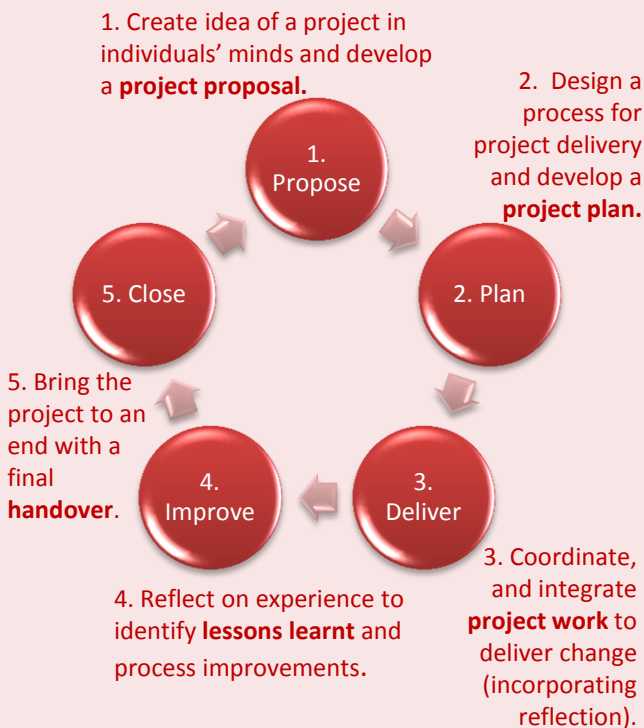 1. Create idea of a project in
individuals’ minds and develop
a project proposal.
2. Design a
process for
project delivery
and develop a
project plan.
1.
Propose
5. Close
2. Plan
5. Bring the
project to an
end with a
final
handover.
4.
Improve
3.
Deliver
3. Coordinate,
and integrate
project work to
deliver change
(incorporating
reflection).
4. Reflect on experience to
identify lessons learnt and
process improvements.